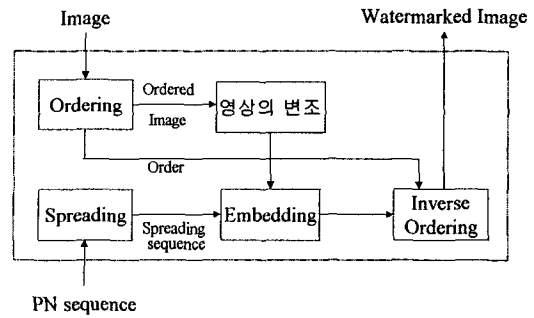 Image
Watermarked Image
Ordering
Ordered
Image
영상의 변조
Order
Spreading
Spreading
sequence
Embedding
Inverse
Ordering
PN sequence